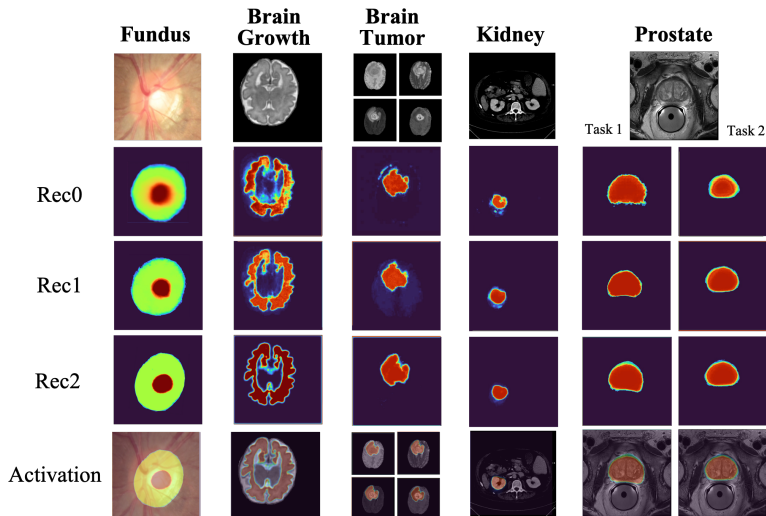 Fundus
Brain
Growth
Brain
Tumor
Kidney
Prostate
Task 1
Task 2
Rec0
Rec1
Rec2
Activation